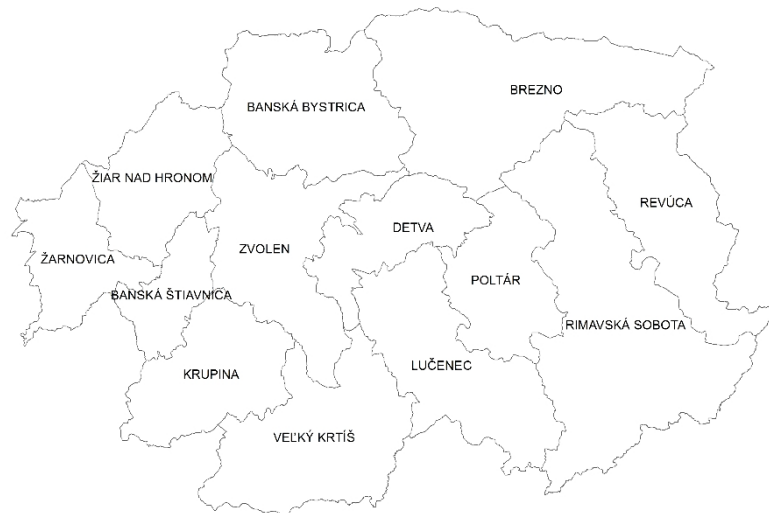 BREZNO
BANSKÁ BYSTRICA
ŽIAR NAD HRONOM
REVÚCA
DETVA
ZVOLEN
ŽARNOVICA
POLTÁR
BANSKÁ ŠTIAVNICA
RIMAVSKÁ SOBOTA
LUČENEC
KRUPINA
VEĽKÝ KRTÍŠ